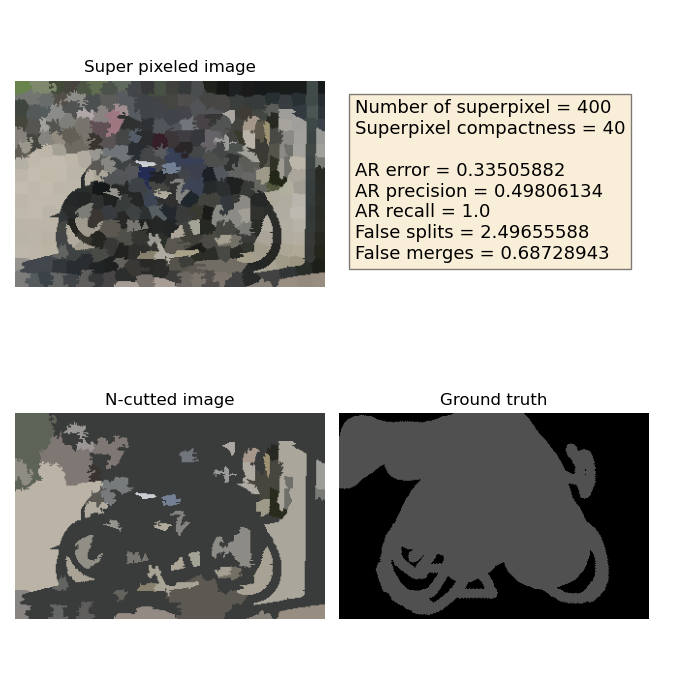 Super pixeled image
Number of superpixel = 400
Superpixel compactness = 40
AR error = 0.33505882
AR precision = 0.49806134
AR recall = 1.0
False splits = 2.49655588
False merges = 0.68728943
N-cutted image
Ground truth